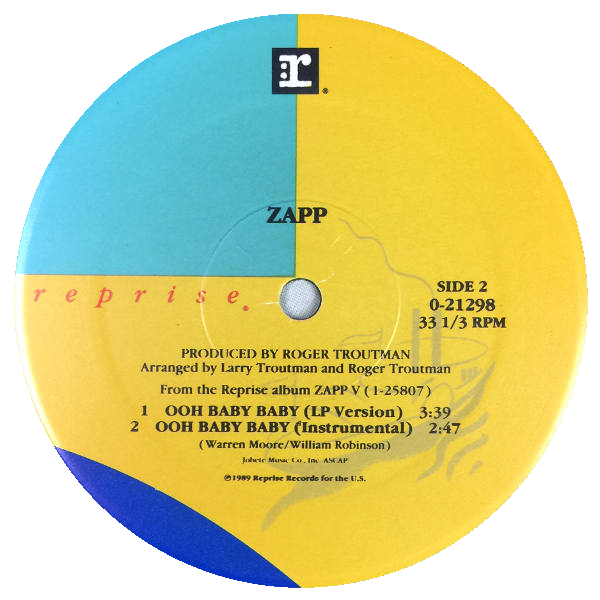 r®
ZAPP
reprise
SIDE 2
0-21298
33 1/3 RPM
PRODUCED BY ROGER TROUTMAN
Arranged by Larry Troutman and Roger Troutman
From the Reprise album ZAPP V (1-25807)
1 OOH BABY BABY (LP Version) 3:39
2 OOH BABY BABY (Instrumental) 2:47
(Warren Moore/William Robinson)
Jobete Music Co., Inc. ASCAP
℗1989 Reprise Records for the U.S.